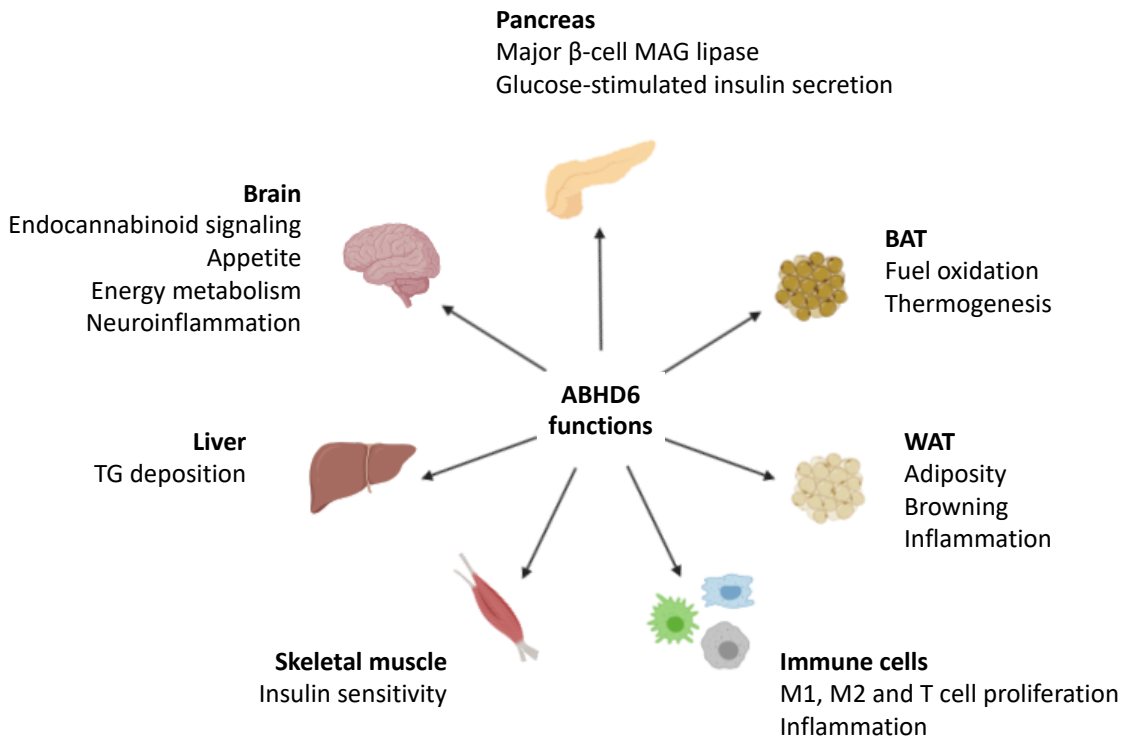 Pancreas
Major β-cell MAG lipase
Glucose-stimulated insulin secretion
Brain
Endocannabinoid signaling
Appetite
Energy metabolism
Neuroinflammation
BAT
Fuel oxidation
Thermogenesis
ABHD6
functions
Liver
TG deposition
WAT
Adiposity
Browning
Inflammation
Skeletal muscle
Insulin sensitivity
Immune cells
M1, M2 and T cell proliferation
Inflammation